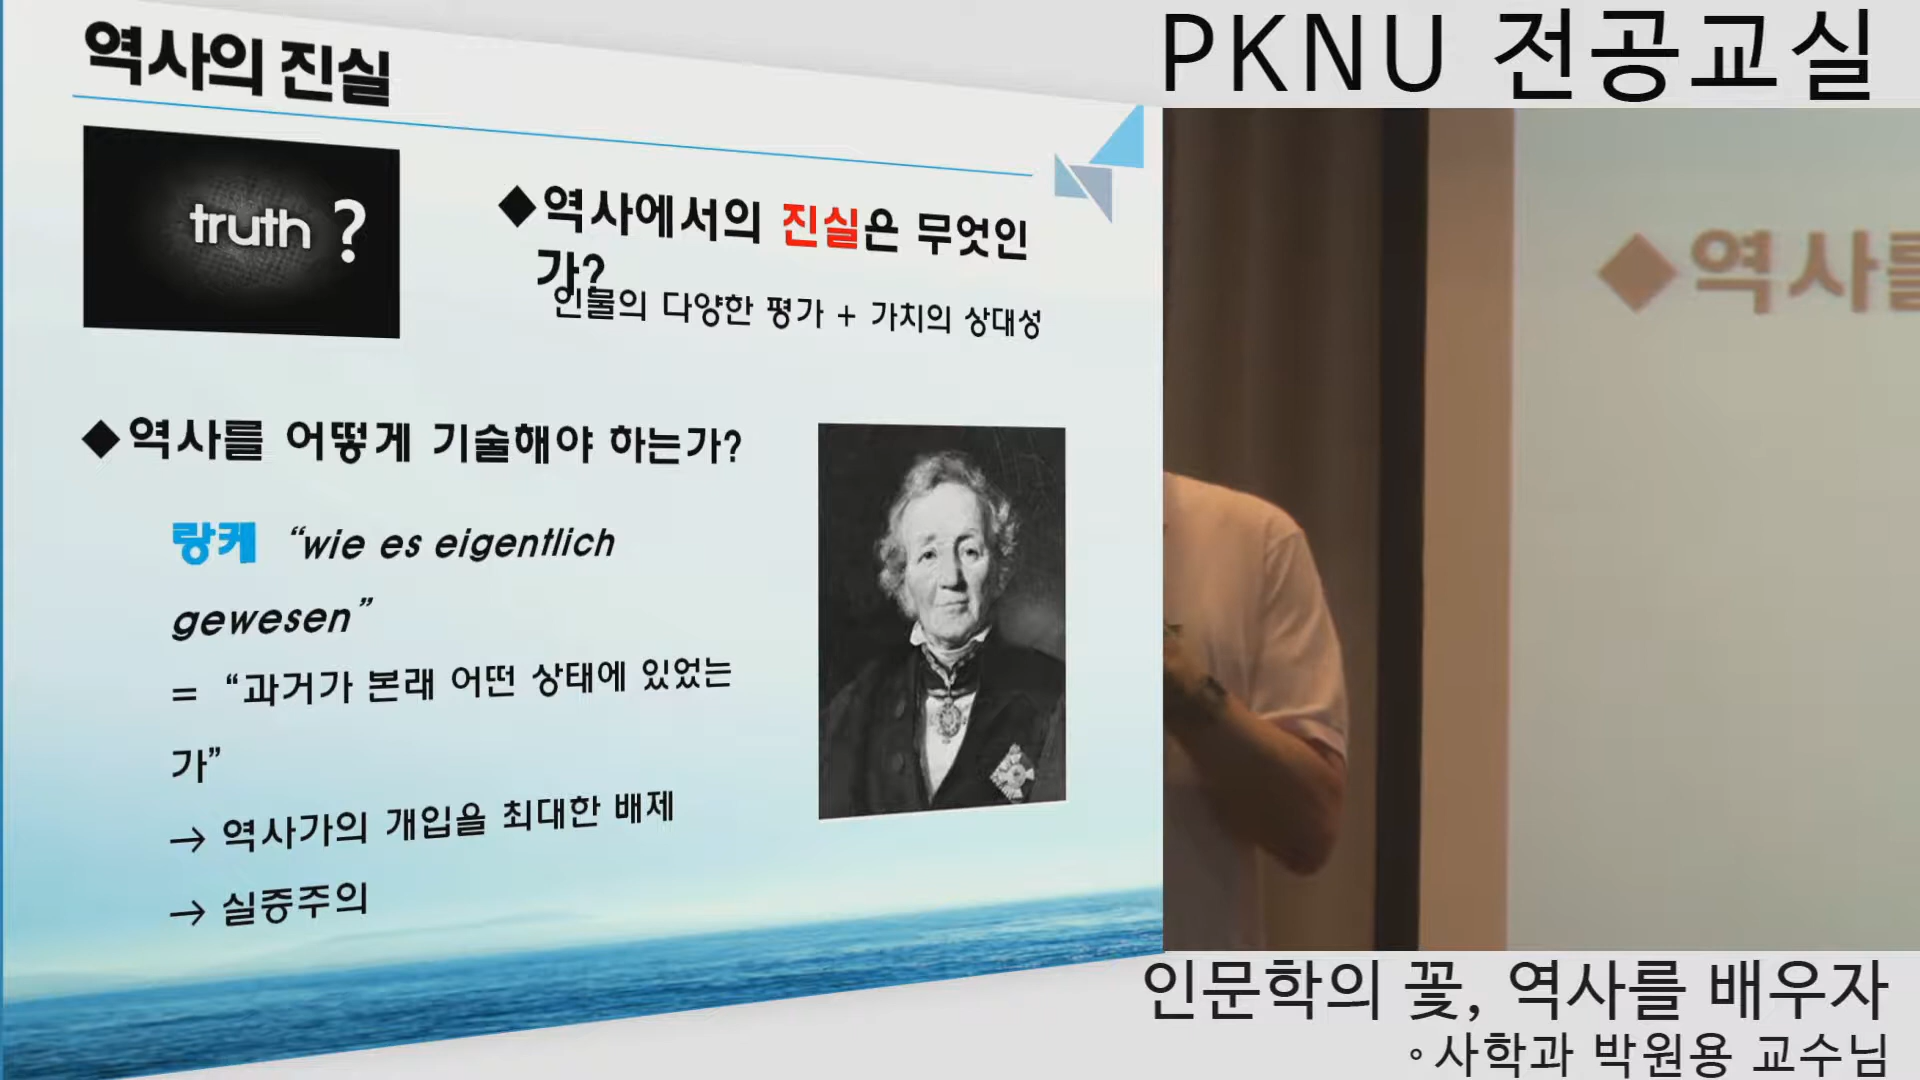 역사의 진실
truth ?
◆역사에서의 진실은 무엇인
가?
인물의 다양한 평가 + 가치의 상대성
◆역사를 어떻게 기술해야 하는가?
랑케 “wie es eigentlich
gewesen”
= “과거가 본래 어떤 상태에 있었는
가”
→ 역사가의 개입을 최대한 배제
→ 실증주의
PKNU 전공교실
◆역사를
인문학의 꽃, 역사를 배우자
◦사학과 박원용 교수님